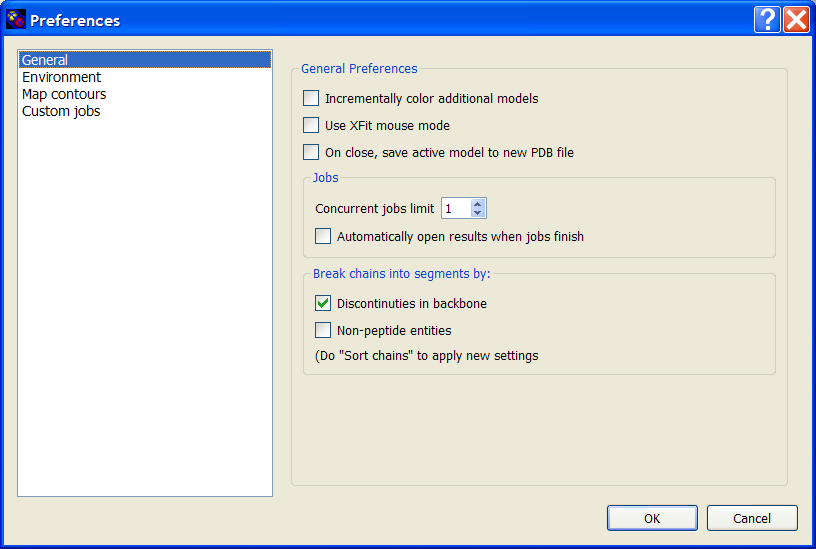 Preferences
General
Environment
Map contours
Custom jobs
General Preferences
Incrementally color additional models
Use XFit mouse mode
On close, save active model to new PDB file
Jobs
Concurrent jobs limit 1
Automatically open results when jobs finish
Break chains into segments by:
Discontinuties in backbone
Non-peptide entities
(Do "Sort chains" to apply new settings
OK Cancel